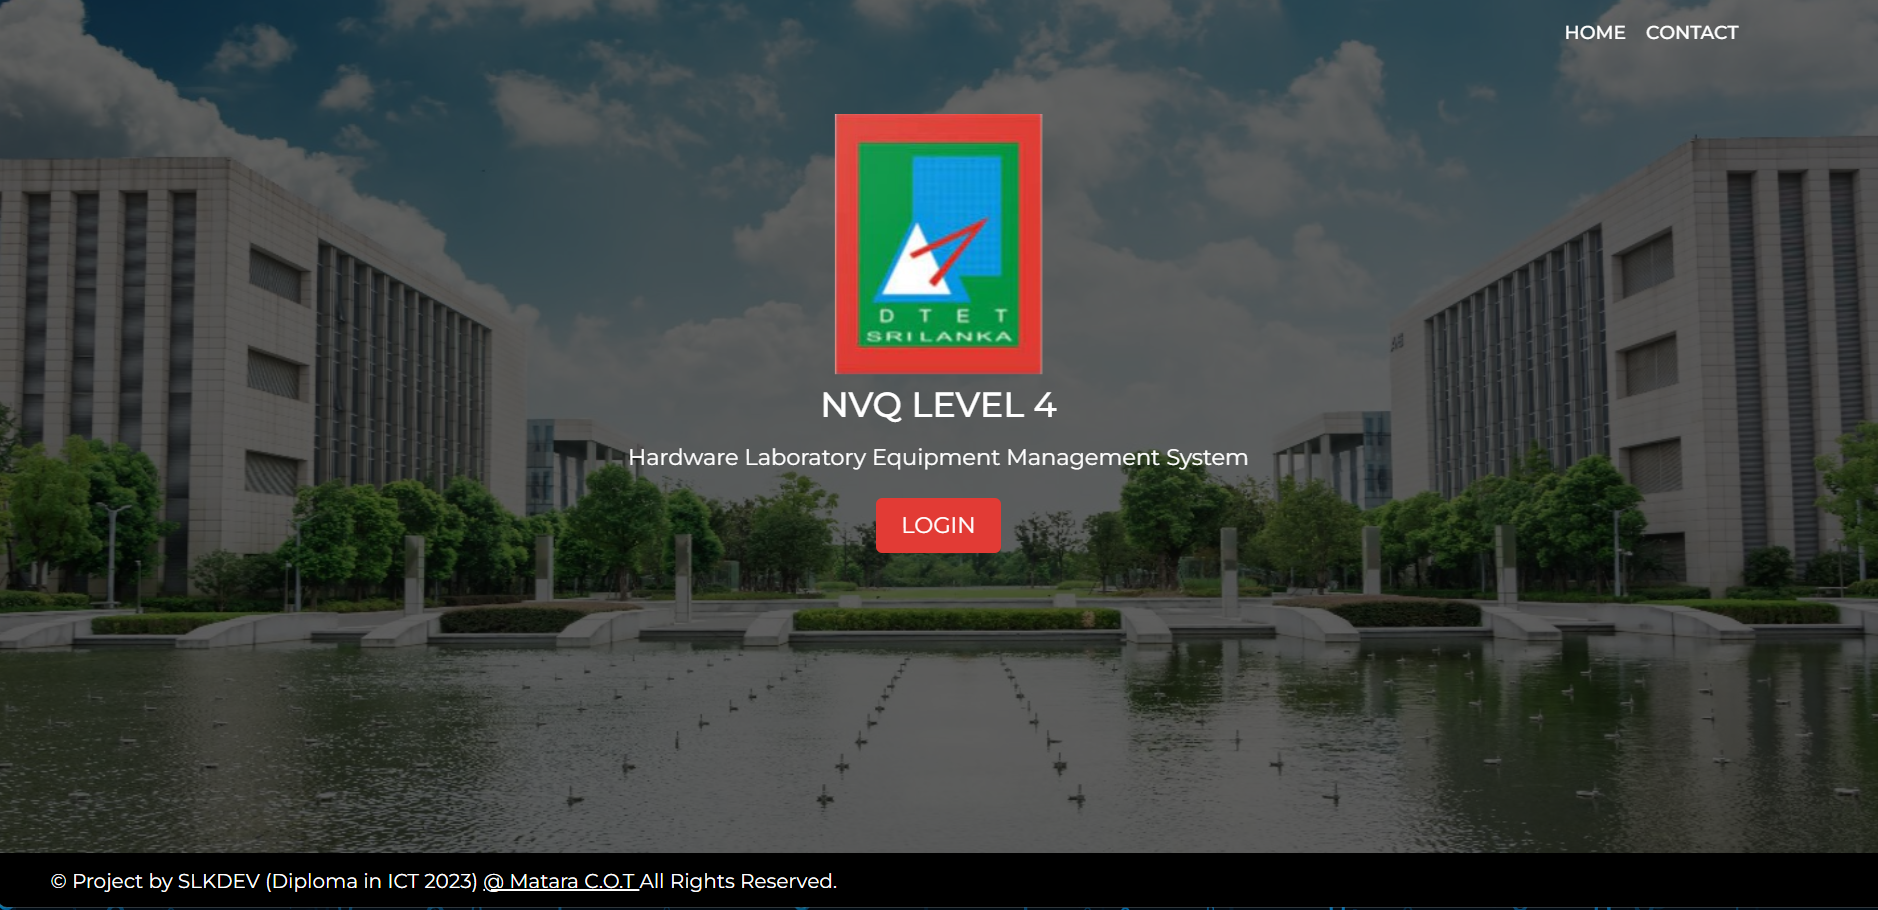 HOME CONTACT
D T E T
SRI LANKA
NVQ LEVEL 4
Hardware Laboratory Equipment Management System
LOGIN
© Project by SLKDEV (Diploma in ICT 2023) @ Matara C.O.T All Rights Reserved.